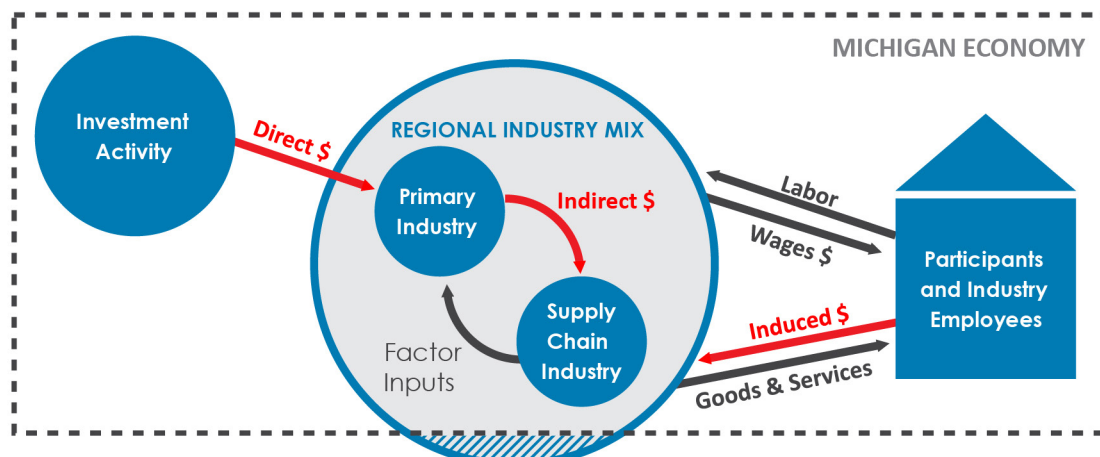 MICHIGAN ECONOMY
Investment
Activity
Direct $
REGIONAL INDUSTRY MIX
Primary
Industry
Indirect $
Supply
Chain
Industry
Factor
Inputs
Labor
Wages $
Induced $
Goods & Services
Participants
and Industry
Employees